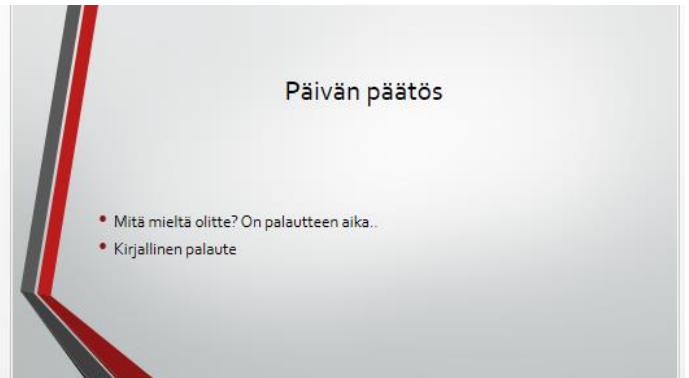 Päivän päätös
Mitä mieltä olitte? On palautteen aika..
Kirjallinen palaute